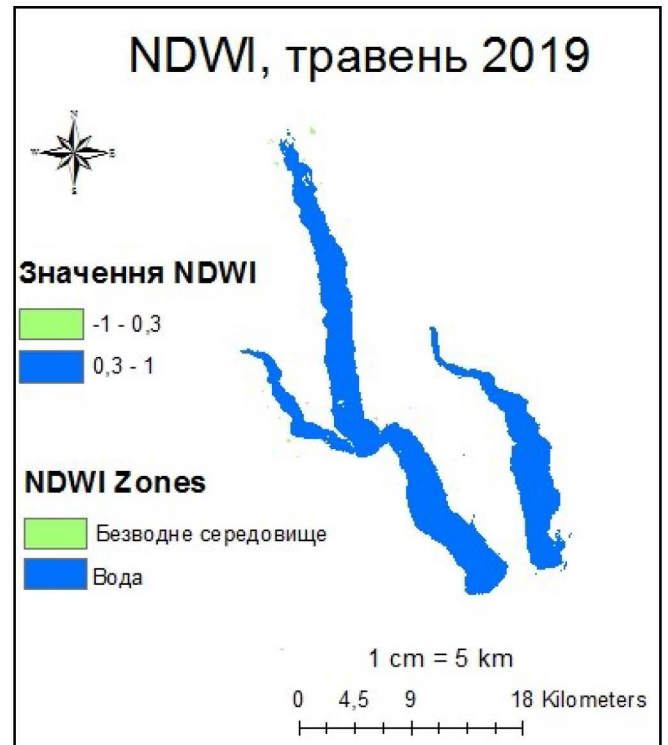 NDWI, травень 2019
N
W E
S
Значення NDWI
-1 - 0,3
0,3 - 1
NDWI Zones
Безводне середовище
Вода
1 cm = 5 km
0 4,5 9 18 Kilometers